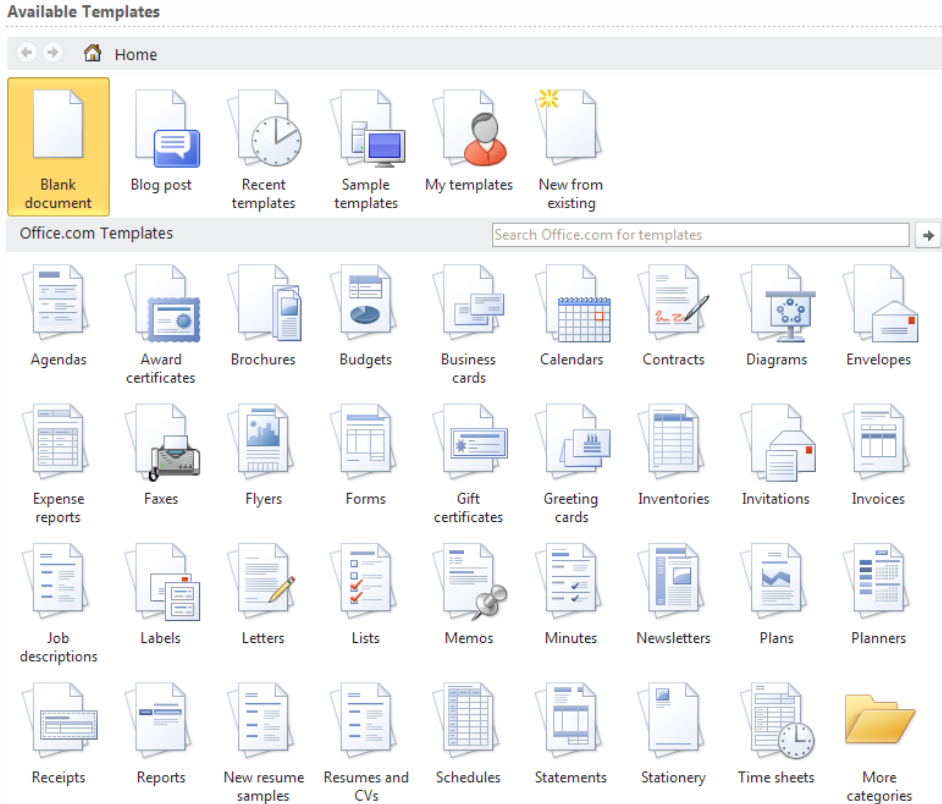 Available Templates
Home
Blank document
Blog post
Recent templates
Sample templates
My templates
New from existing
Office.com Templates
Search Office.com for templates
Agendas
Award certificates
Brochures
Budgets
Business cards
Calendars
Contracts
Diagrams
Envelopes
Expense reports
Faxes
Flyers
Forms
Gift certificates
Greeting cards
Inventories
Invitations
Invoices
Job descriptions
Labels
Letters
Lists
Memos
Minutes
Newsletters
Plans
Planners
Receipts
Reports
New resume samples
Resumes and CVs
Schedules
Statements
Stationery
Time sheets
More categories